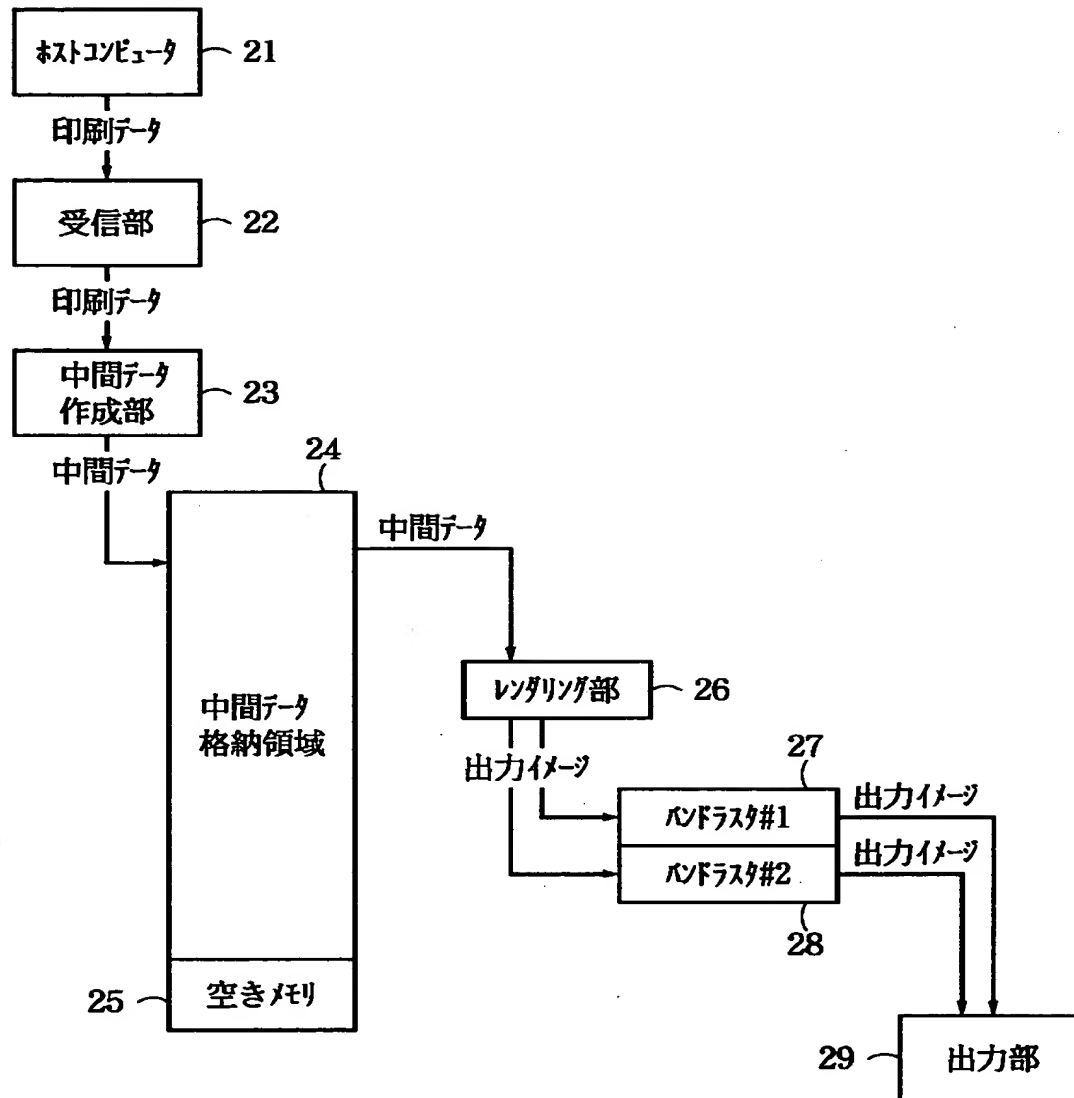 ﾎｽﾄコンピュータ 21
印刷データ
受信部 22
印刷データ
中間データ
作成部 23
中間データ
24
中間データ
中間データ
格納領域
レンダリング部 26
出力イメージ
27
バンドラスタ#1
出力イメージ
バンドラスタ#2
出力イメージ
28
25 空きメモリ
29 出力部